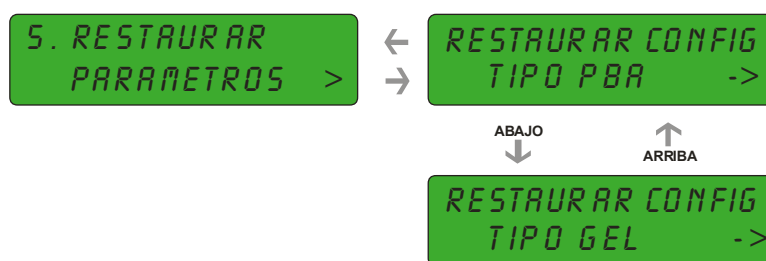 5. RESTAURAR
PARAMETROS >
RESTAURAR CONFIG
TIPO PBA ->
ABAJO
ARRIBA
RESTAURAR CONFIG
TIPO GEL ->